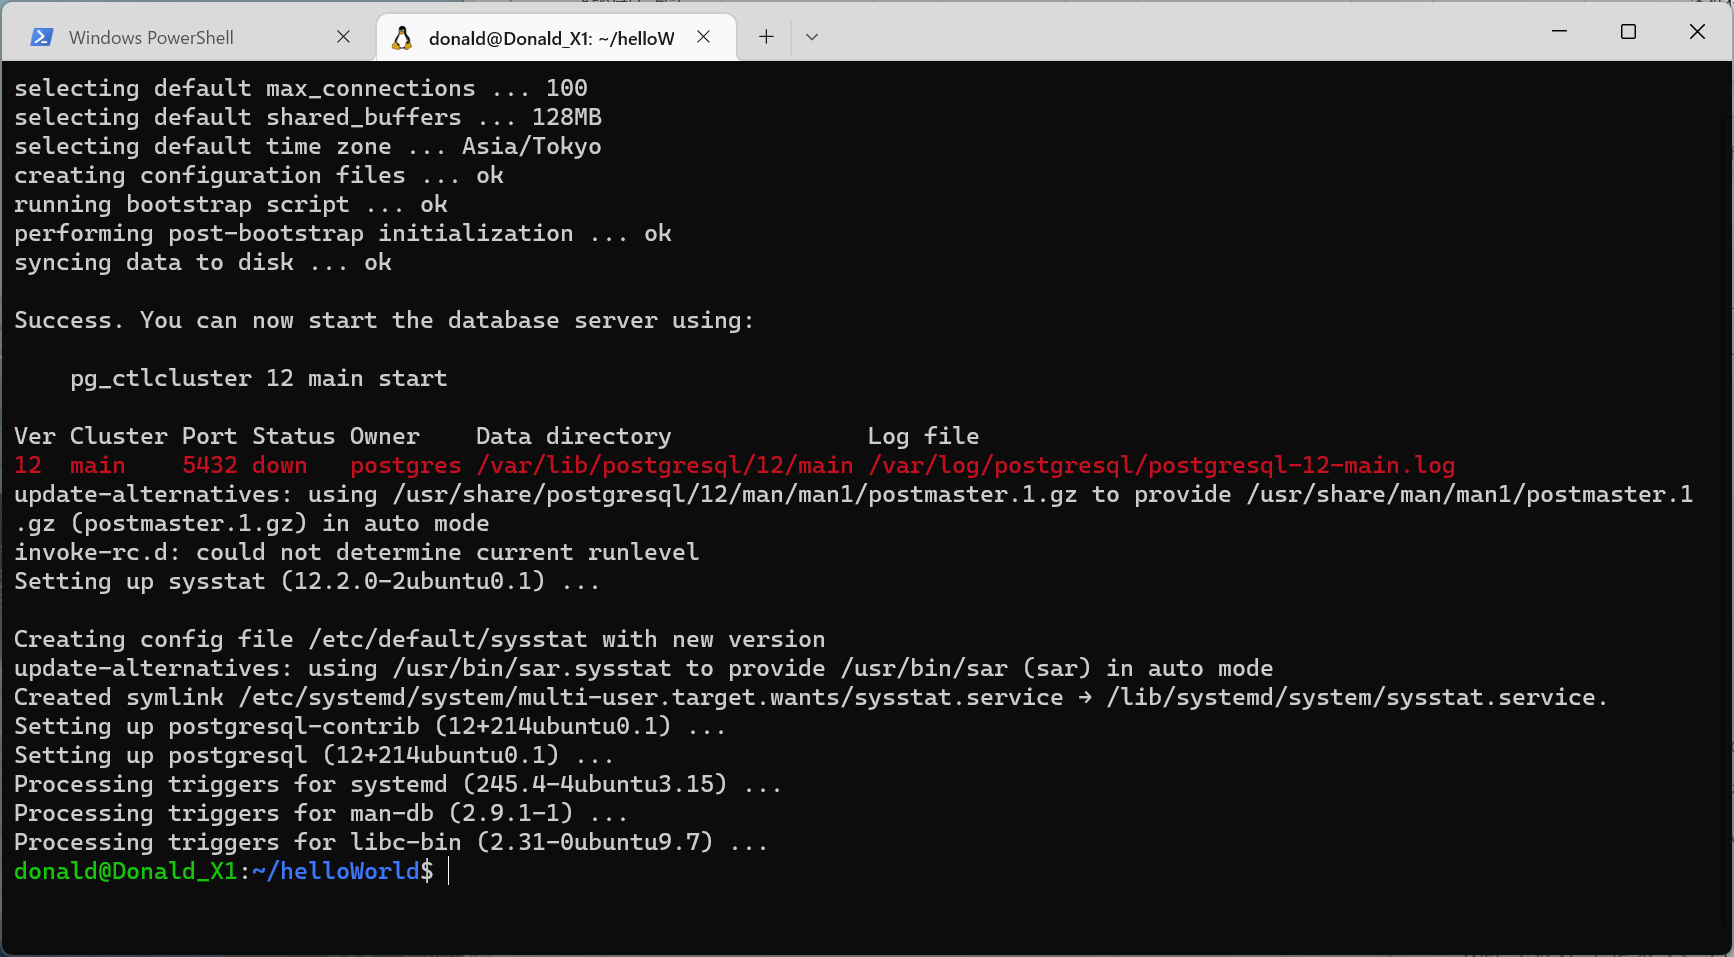 Windows PowerShell
donald@Donald_X1: ~/helloW
selecting default max_connections ... 100
selecting default shared_buffers ... 128MB
selecting default time zone ... Asia/Tokyo
creating configuration files ... ok
running bootstrap script ... ok
performing post-bootstrap initialization ... ok
syncing data to disk ... ok
Success. You can now start the database server using:
pg_ctlcluster 12 main start
Ver Cluster Port Status Owner    Data directory              Log file
12  main    5432 down   postgres /var/lib/postgresql/12/main /var/log/postgresql/postgresql-12-main.log
update-alternatives: using /usr/share/postgresql/12/man/man1/postmaster.1.gz to provide /usr/share/man/man1/postmaster.1
.gz (postmaster.1.gz) in auto mode
invoke-rc.d: could not determine current runlevel
Setting up sysstat (12.2.0-2ubuntu0.1) ...
Creating config file /etc/default/sysstat with new version
update-alternatives: using /usr/bin/sar.sysstat to provide /usr/bin/sar (sar) in auto mode
Created symlink /etc/systemd/system/multi-user.target.wants/sysstat.service → /lib/systemd/system/sysstat.service.
Setting up postgresql-contrib (12+214ubuntu0.1) ...
Setting up postgresql (12+214ubuntu0.1) ...
Processing triggers for systemd (245.4-4ubuntu3.15) ...
Processing triggers for man-db (2.9.1-1) ...
Processing triggers for libc-bin (2.31-0ubuntu9.7) ...
donald@Donald_X1:~/helloWorld$